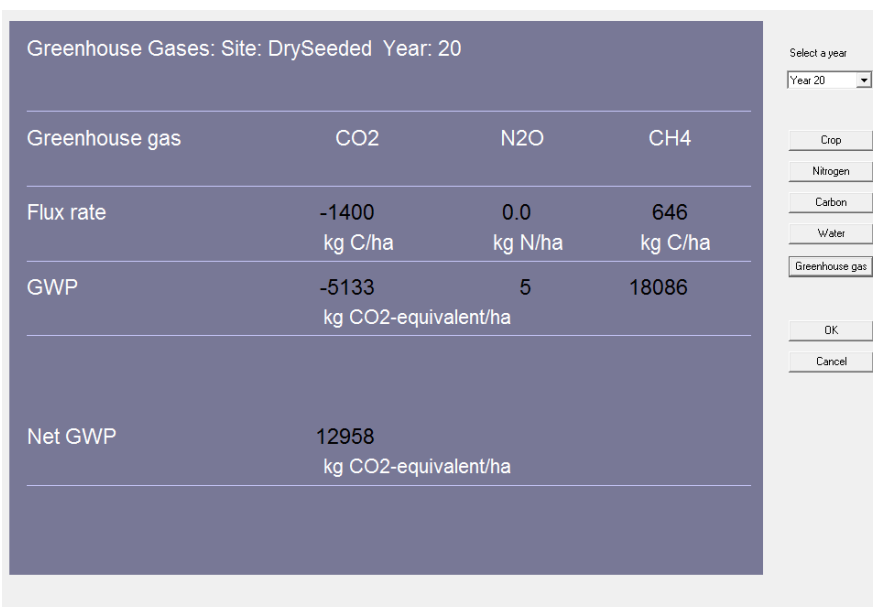 Greenhouse Gases: Site: DrySeeded Year: 20
Select a year
Year 20
Greenhouse gas CO2 N2O CH4
Crop
Nitrogen
Carbon
Water
Greenhouse gas
OK
Cancel
Flux rate -1400 0.0 646
kg C/ha kg N/ha kg C/ha
GWP -5133 5 18086
kg CO2-equivalent/ha
Net GWP 12958
kg CO2-equivalent/ha